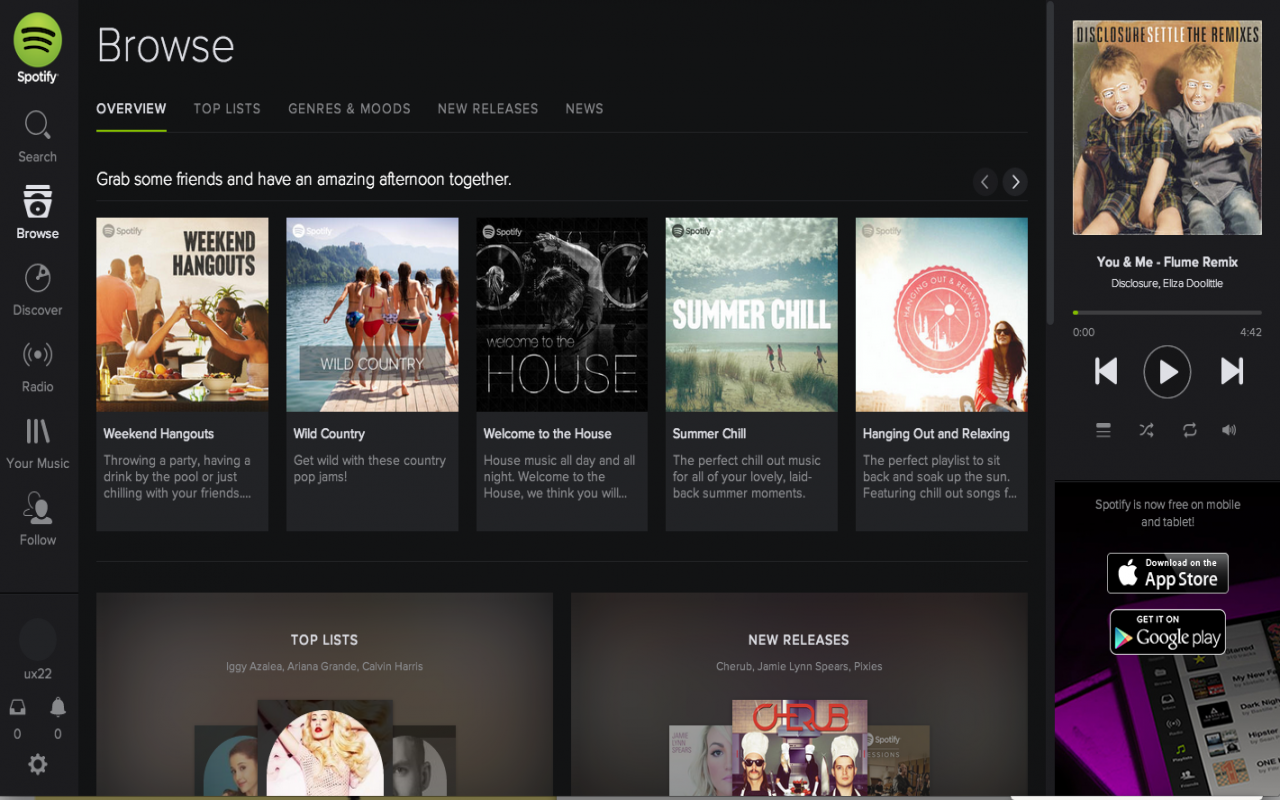 Spotify
Search
Browse
Discover
Radio
Your Music
Follow
ux22
0
0
Browse
OVERVIEW
TOP LISTS
GENRES & MOODS
NEW RELEASES
NEWS
Grab some friends and have an amazing afternoon together.
Spotify
WEEKEND
HANGOUTS
Weekend Hangouts
Throwing a party, having a
drink by the pool or just
chilling with your friends....
Spotify
WILD COUNTRY
Wild Country
Get wild with these country
pop jams!
Spotify
welcome to the
HOUSE
Welcome to the House
House music all day and all
night. Welcome to the
House, we think you will...
Spotify
SUMMER CHILL
Summer Chill
The perfect chill out music
for all of your lovely, laid-
back summer moments.
Spotify
HANGING OUT & RELAXING
Hanging Out and Relaxing
The perfect playlist to sit
back and soak up the sun.
Featuring chill out songs f...
TOP LISTS
Iggy Azalea, Ariana Grande, Calvin Harris
NEW RELEASES
Cherub, Jamie Lynn Spears, Pixies
JAMIE
LYNN
SPEARS
CHERUB
Spotify
SESSIONS
DISCLOSURE SETTLE THE REMIXES
You & Me - Flume Remix
Disclosure, Eliza Doolittle
0:00
4:42
Spotify is now free on mobile
and tablet!
Download on the
App Store
GET IT ON
Google play
Starred
Browse
Inbox
My New F
(Radio)
Dark Nigh
Hipster
Playlists
Friends
ONE